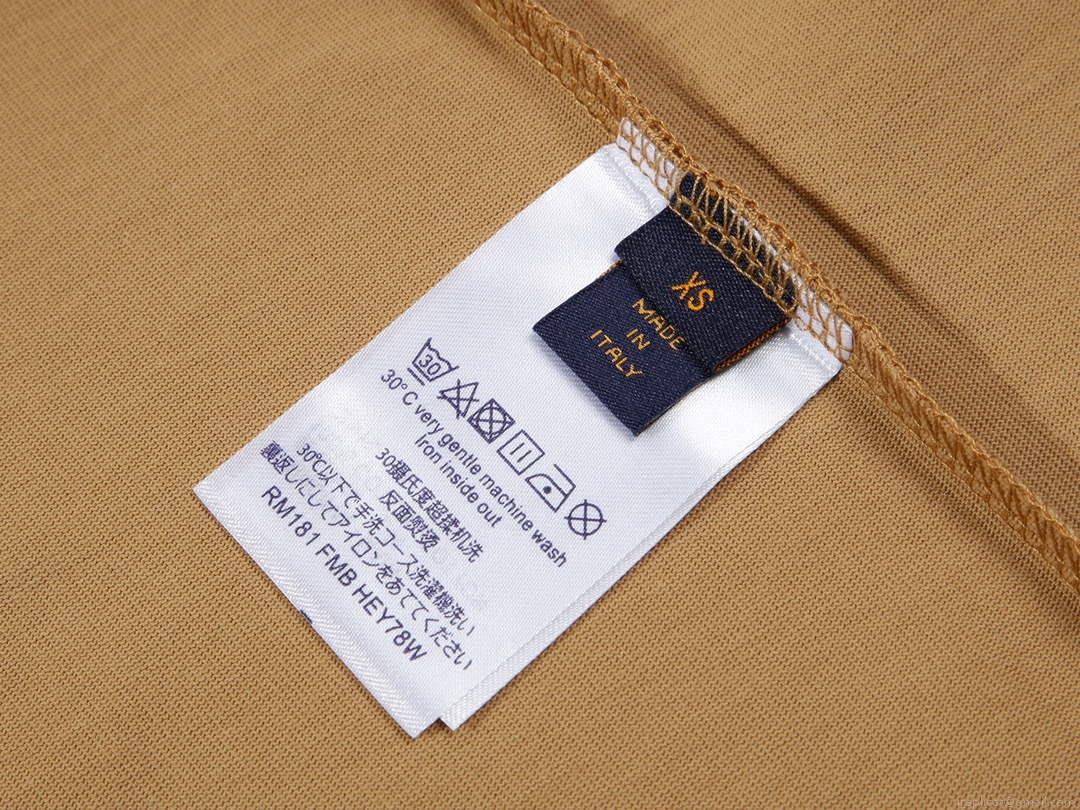 XS
MADE
IN
ITALY
30
30°C very gentle machine wash
Iron inside out
30摄氏度超揉机洗
反面熨烫
30℃以下で手洗コース洗濯機洗い
裏返しにしてアイロンをあててください
RM181 FMB HEY78W